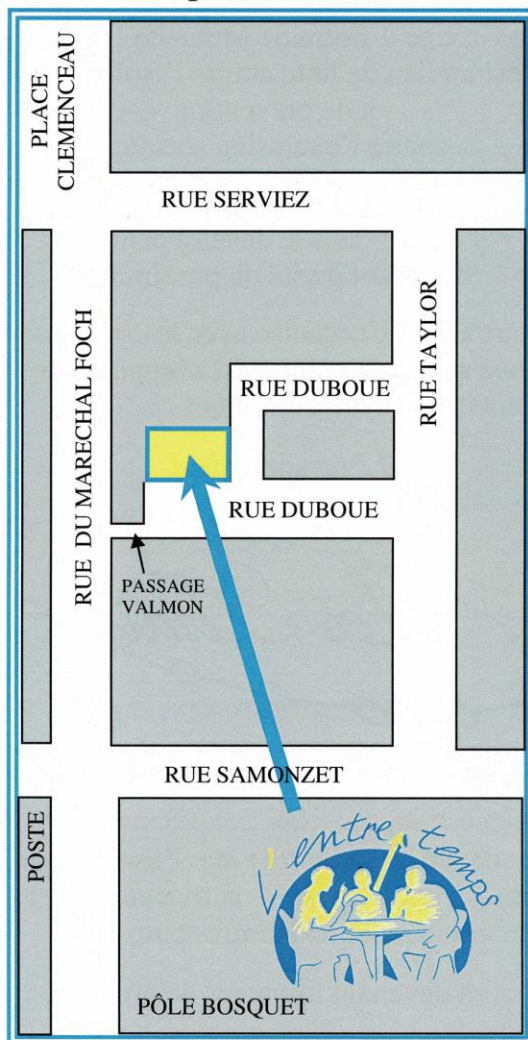 PLACE
CLEMENCEAU
RUE SERVIEZ
RUE DU MARECHAL FOCH
RUE TAYLOR
RUE DUBOUE
RUE DUBOUE
PASSAGE
VALMON
RUE SAMONZET
POSTE
L'entre temps
PÔLE BOSQUET